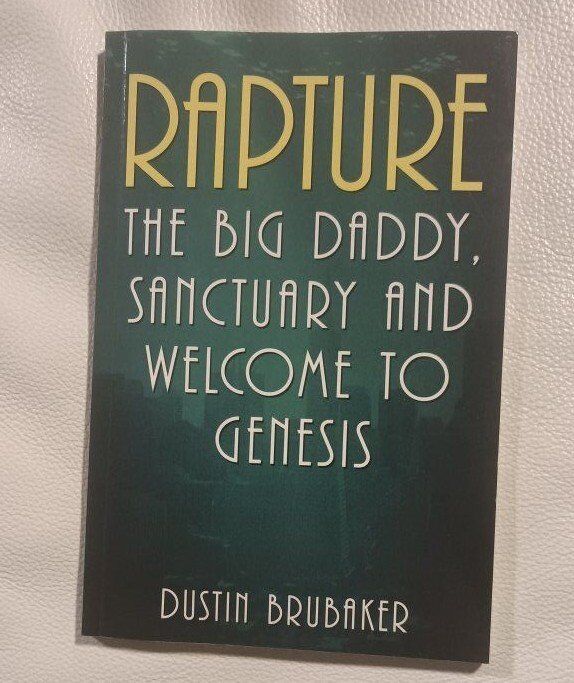 RAPTURE
THE BIG DADDY,
SANCTUARY AND
WELCOME TO
GENESIS
DUSTIN BRUBAKER